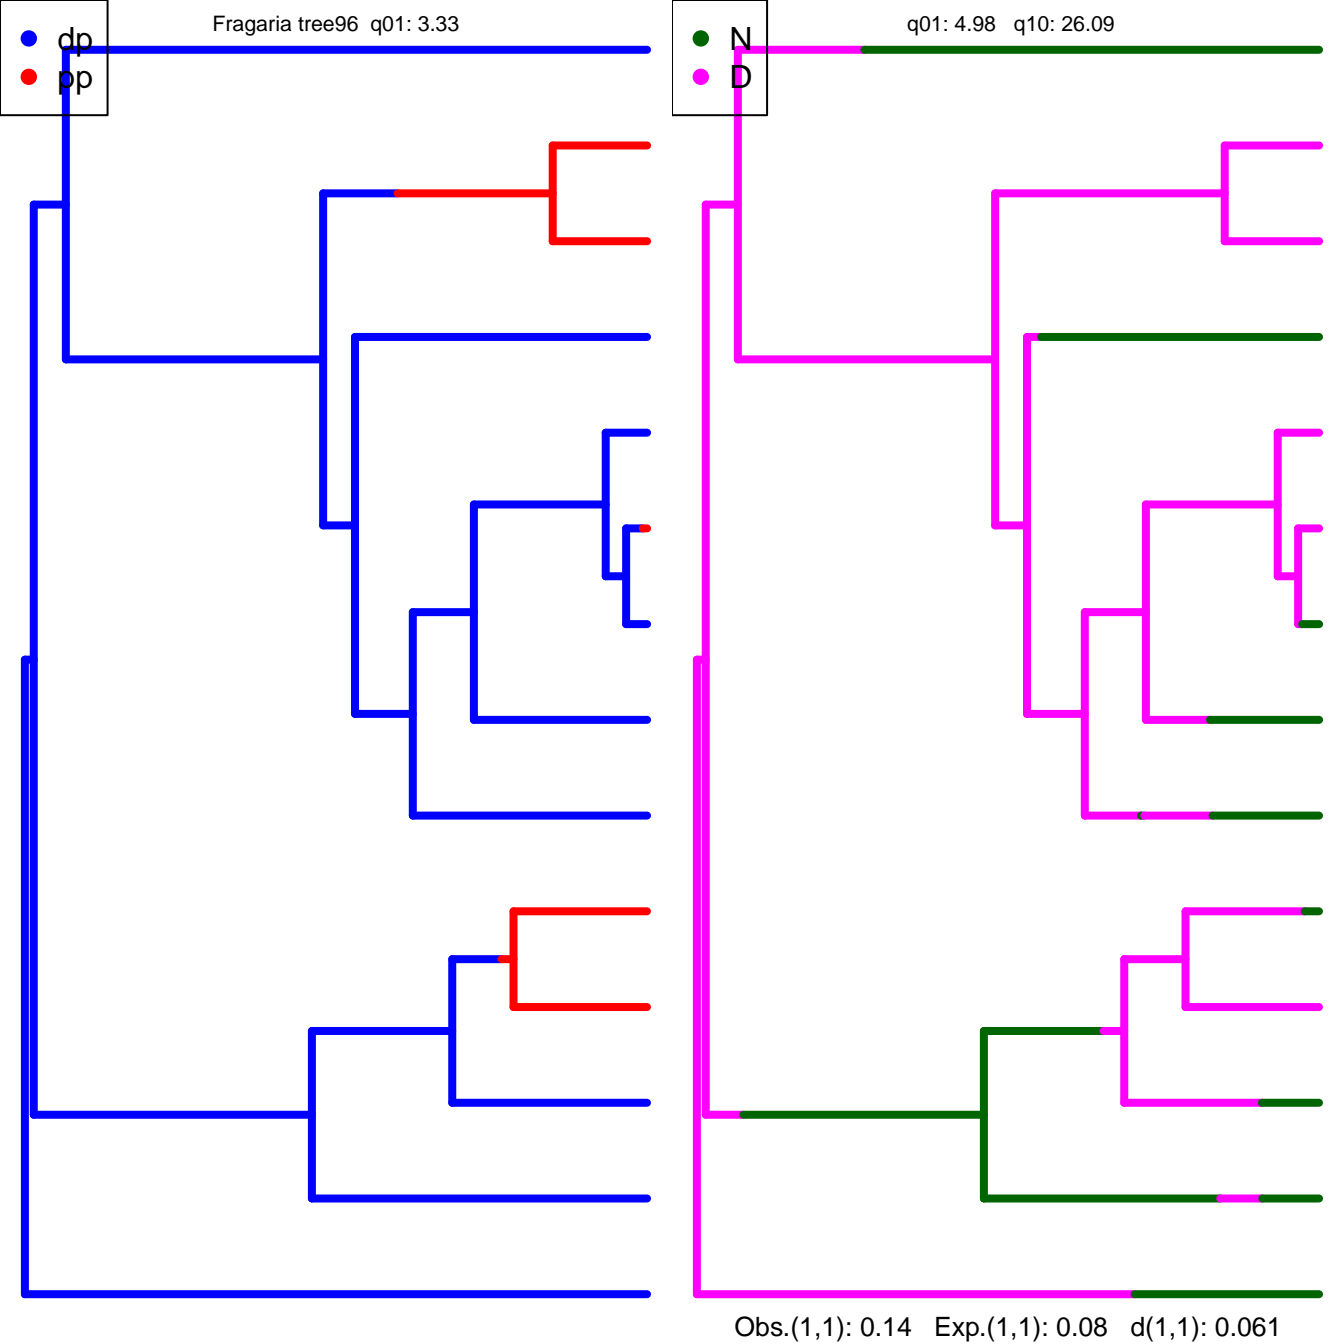 Fragaria tree96  q01: 3.33
dp
pp
q01: 4.98   q10: 26.09
N
D
Obs.(1,1): 0.14   Exp.(1,1): 0.08   d(1,1): 0.061